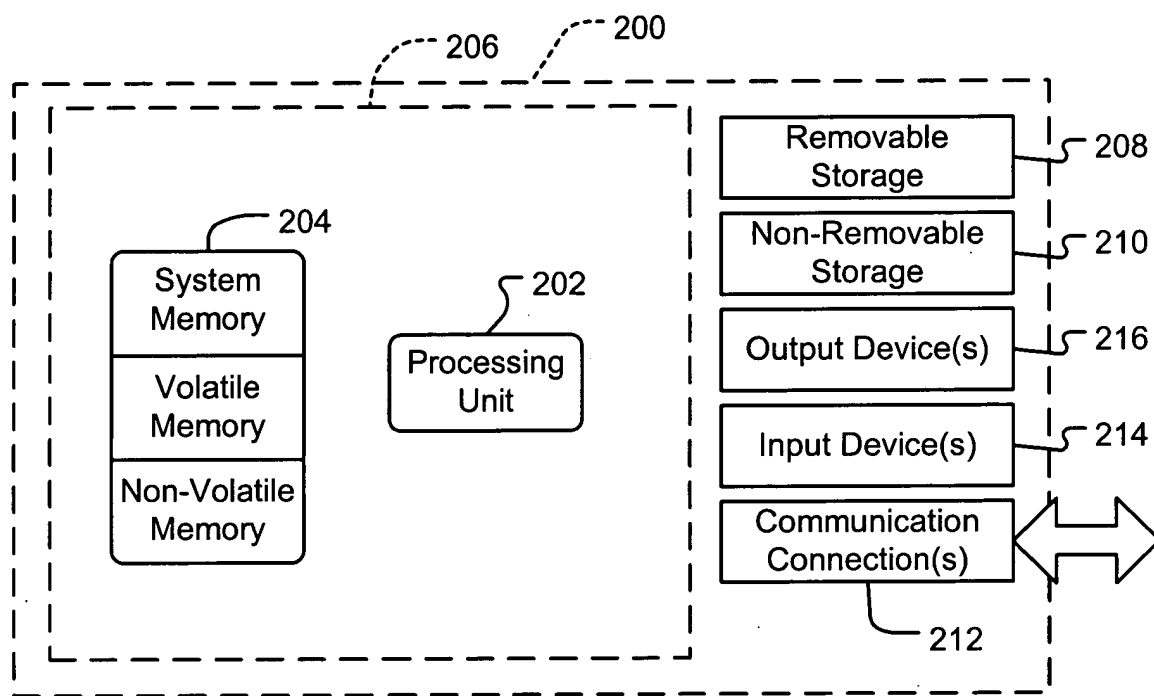 200
206
Removable
Storage
208
204
Non-Removable
Storage
210
System
Memory
202
Output Device(s)
216
Processing
Unit
Volatile
Memory
Input Device(s)
214
Non-Volatile
Memory
Communication
Connection(s)
212